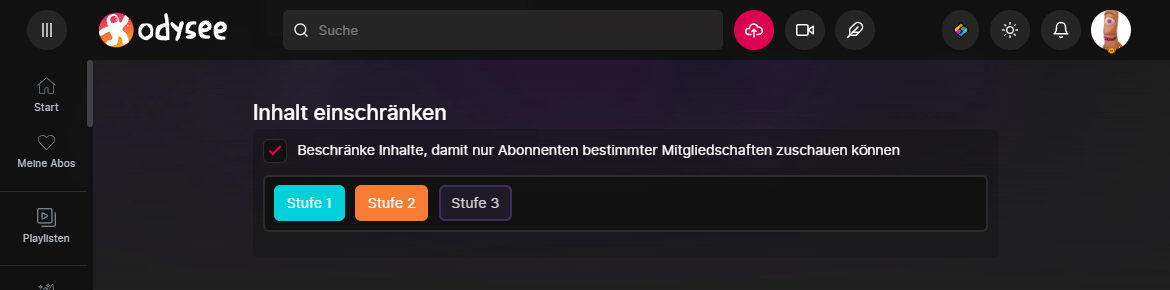 odysee
Suche
Start
Meine Abos
Playlisten
Inhalt einschränken
Beschränke Inhalte, damit nur Abonnenten bestimmter Mitgliedschaften zuschauen können
Stufe 1 Stufe 2 Stufe 3